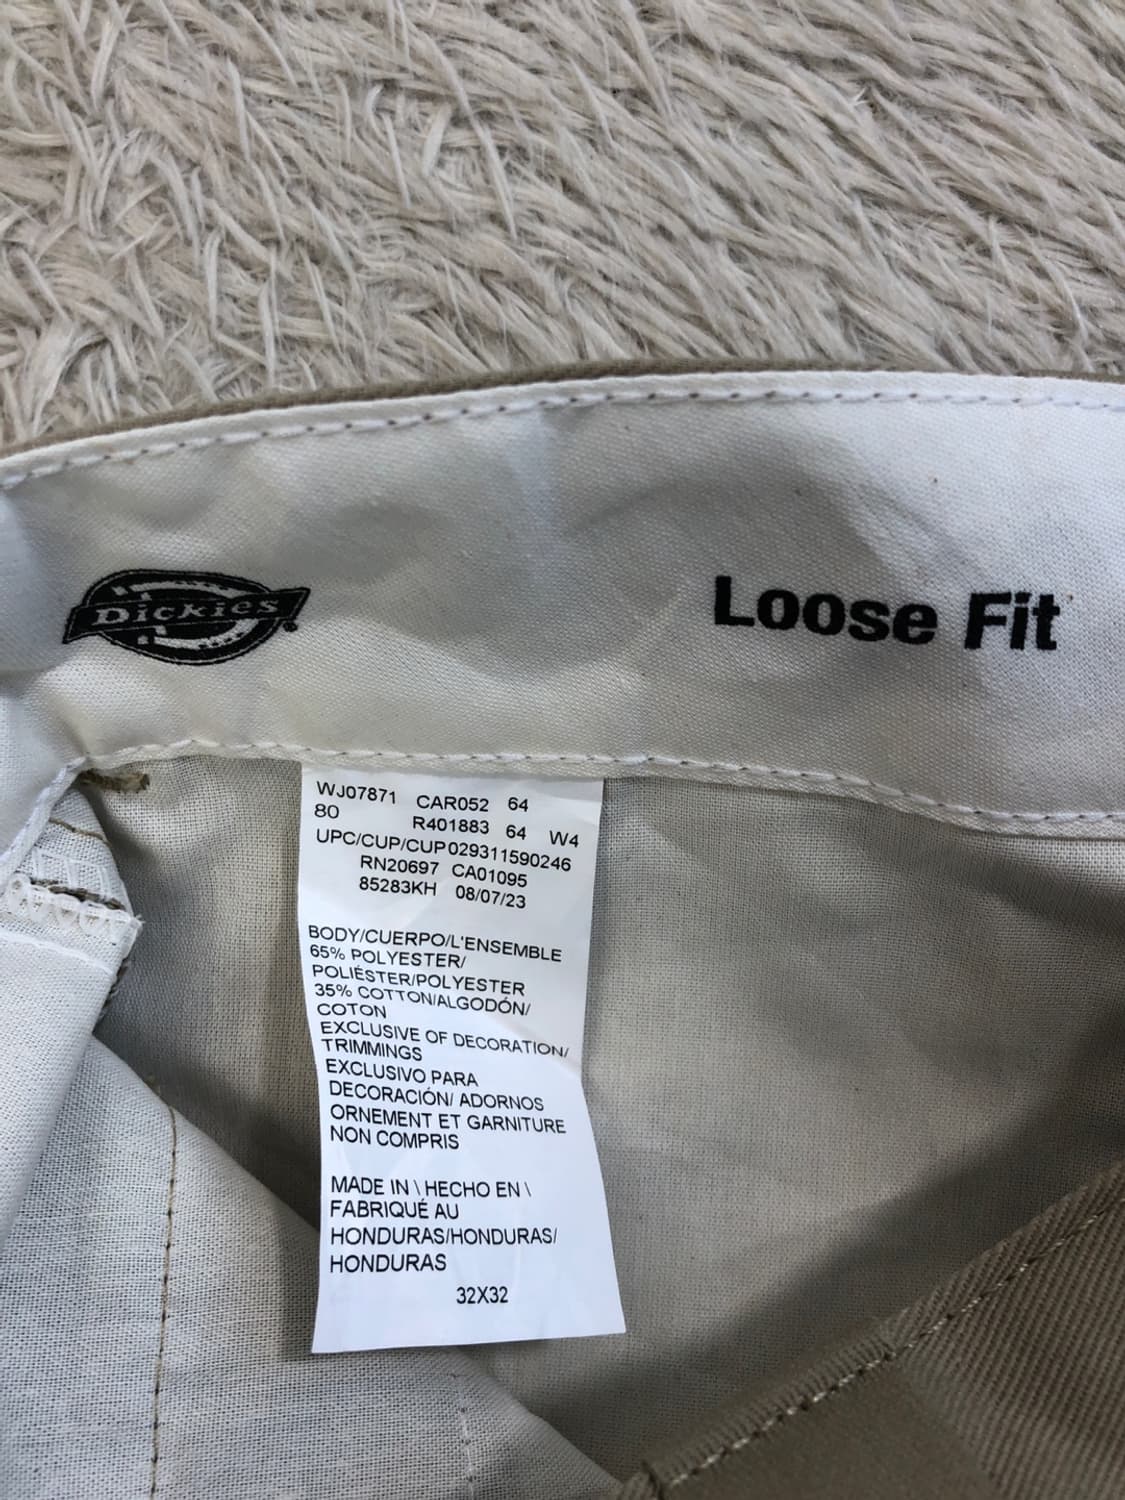 Dickies
Loose Fit
WJ07871 CAR052 64
80 R401883 64 W4
UPC/CUP/CUP 029311590246
RN20697 CA01095
85283KH 08/07/23
BODY/CUERPO/L'ENSEMBLE
65% POLYESTER/
POLIÉSTER/POLYESTER
35% COTTON/ALGODÓN/
COTON
EXCLUSIVE OF DECORATION/
TRIMMINGS
EXCLUSIVO PARA
DECORACIÓN/ ADORNOS
ORNEMENT ET GARNITURE
NON COMPRIS
MADE IN \ HECHO EN \
FABRIQUÉ AU
HONDURAS/HONDURAS/
HONDURAS
32X32